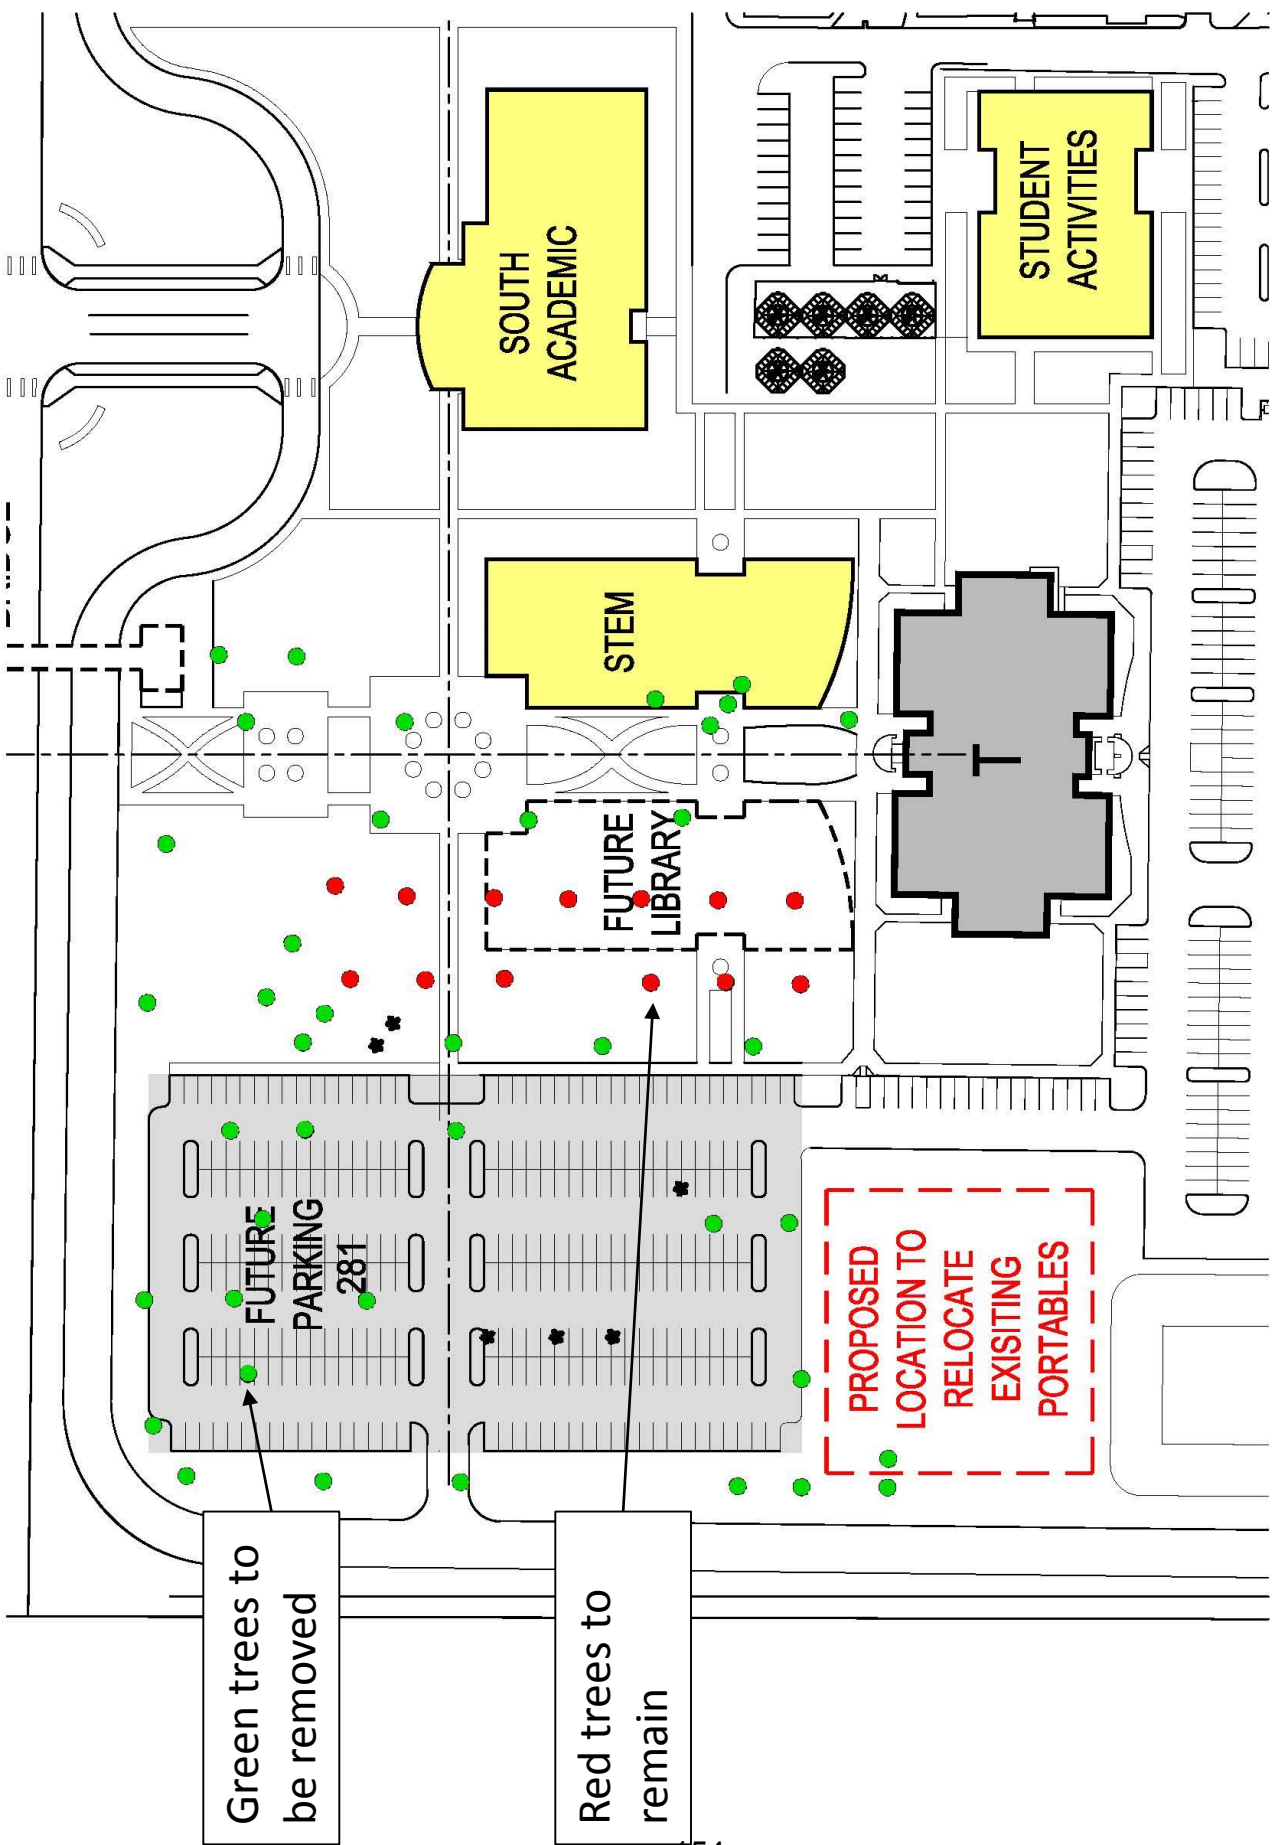 SOUTH
ACADEMIC
STUDENT
ACTIVITIES
STEM
T
FUTURE
LIBRARY
FUTURE
PARKING
281
PROPOSED
LOCATION TO
RELOCATE
EXISITING
PORTABLES
Green trees to
be removed
Red trees to
remain